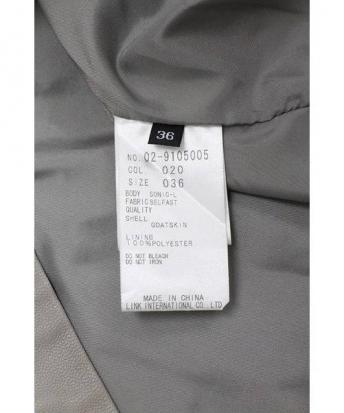 36
NO. 02-9105005
COL 020
SIZE 036
BODY SONIC-L
FABRIC BELFAST
QUALITY
SHELL
GOATSKIN
LINING
100% POLYESTER
DO NOT BLEACH
DO NOT IRON
MADE IN CHINA
LINK INTERNATIONAL CO.LTD